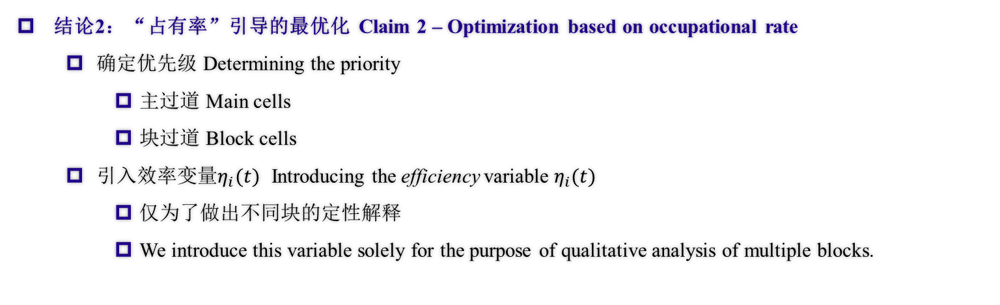 结论2：“占有率”引导的最优化 Claim 2 – Optimization based on occupational rate
确定优先级 Determining the priority
主过道 Main cells
块过道 Block cells
引入效率变量𝜂ᵢ(𝑡) Introducing the efficiency variable 𝜂ᵢ(𝑡)
仅为了做出不同块的定性解释
We introduce this variable solely for the purpose of qualitative analysis of multiple blocks.